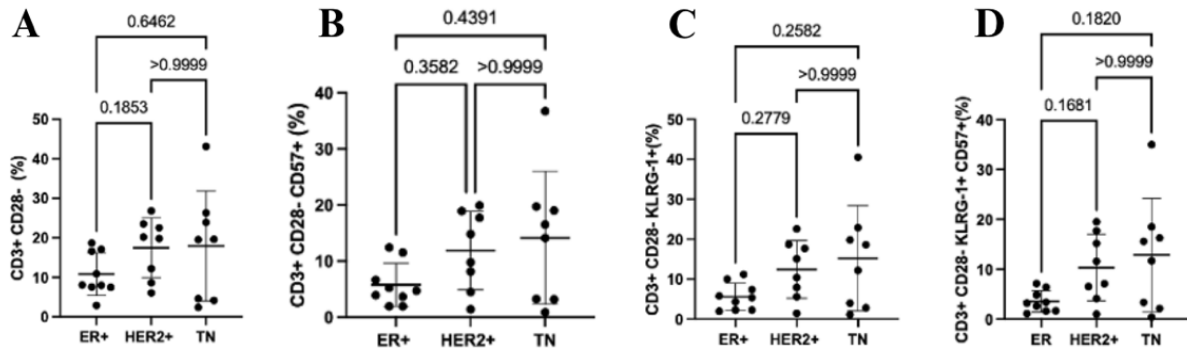 A
0.6462
>0.9999
0.1853
CD3+ CD28- (%)
50
40
30
20
10
0
ER+ HER2+ TN
B
0.4391
0.3582 >0.9999
CD3+ CD28- CD57+ (%)
40
30
20
10
0
ER+ HER2+ TN
C
0.2582
>0.9999
0.2779
CD3+ CD28- KLRG-1+(%)
50
40
30
20
10
0
ER+ HER2+ TN
D
0.1820
>0.9999
0.1681
CD3+ CD28- KLRG-1+ CD57+(%)
40
30
20
10
0
ER HER2+ TN